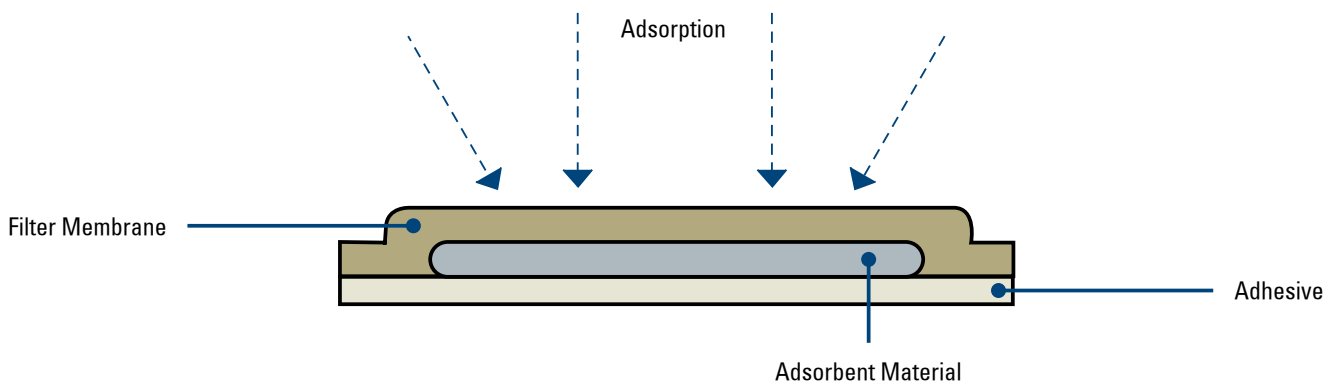 Adsorption
Filter Membrane
Adhesive
Adsorbent Material